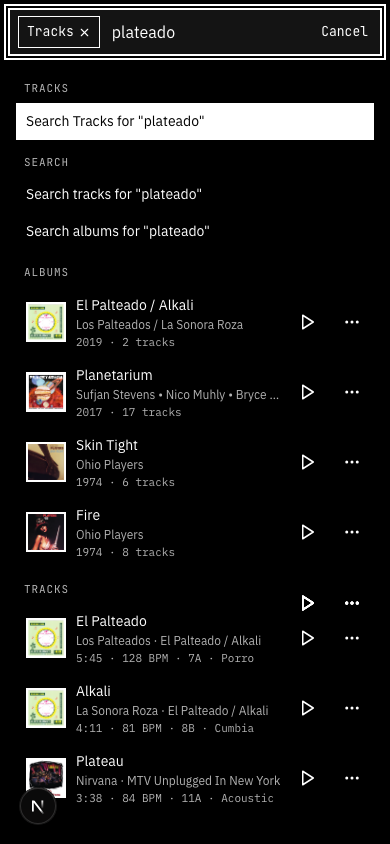 Tracks × plateado Cancel
TRACKS
Search Tracks for "plateado"
SEARCH
Search tracks for "plateado"
Search albums for "plateado"
ALBUMS
El Palteado / Alkali
Los Palteados / La Sonora Roza
2019 · 2 tracks
Planetarium
Sufjan Stevens • Nico Muhly • Bryce ...
2017 · 17 tracks
Skin Tight
Ohio Players
1974 · 6 tracks
Fire
Ohio Players
1974 · 8 tracks
TRACKS
El Palteado
Los Palteados · El Palteado / Alkali
5:45 · 128 BPM · 7A · Porro
Alkali
La Sonora Roza · El Palteado / Alkali
4:11 · 81 BPM · 8B · Cumbia
Plateau
Nirvana · MTV Unplugged In New York
3:38 · 84 BPM · 11A · Acoustic
N